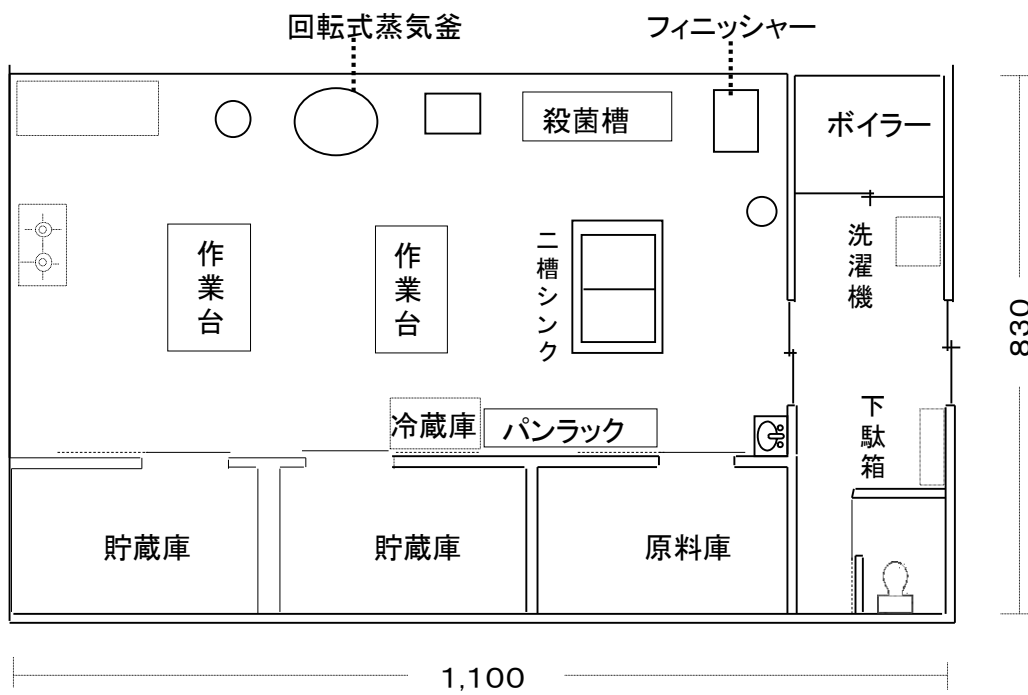 回転式蒸気釜
フィニッシャー
殺菌槽
ボイラー
作業台
作業台
二槽シンク
洗濯機
830
冷蔵庫
パンラック
下駄箱
貯蔵庫
貯蔵庫
原料庫
1,100